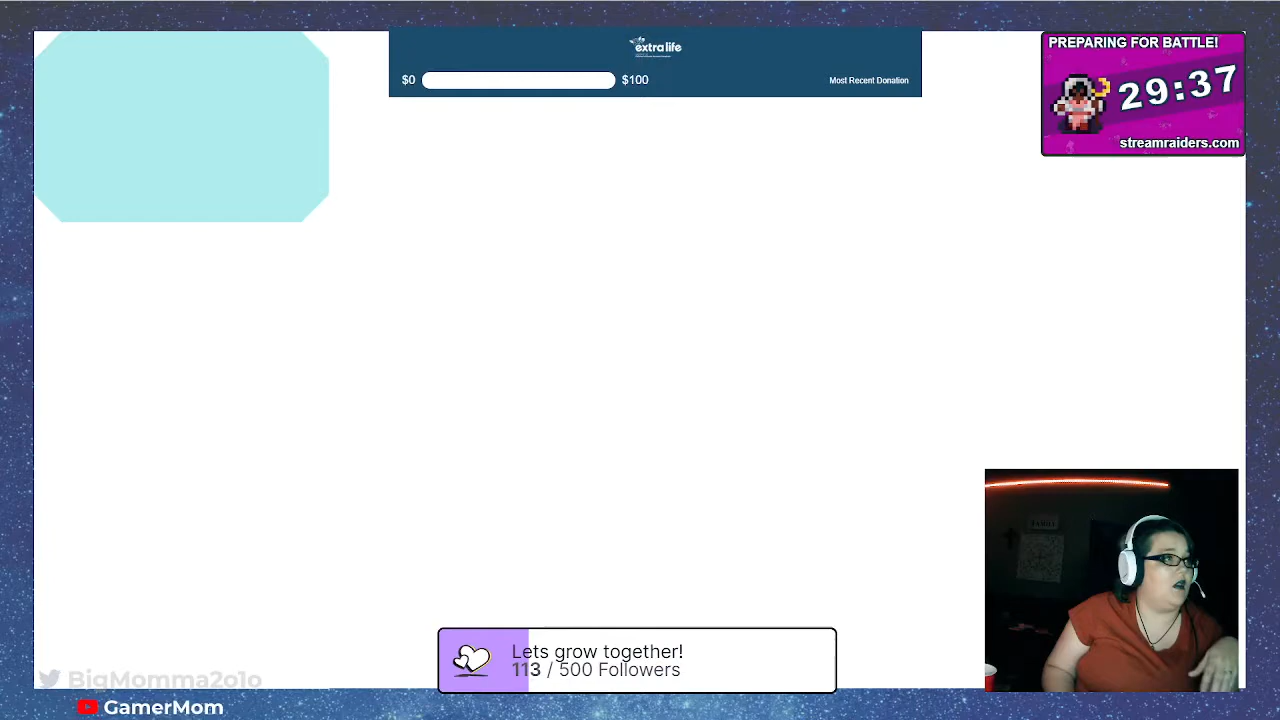 extra life
$0 $100 Most Recent Donation
PREPARING FOR BATTLE!
29:37
streamraiders.com
Lets grow together!
113 / 500 Followers
BigMomma2o1o
GamerMom